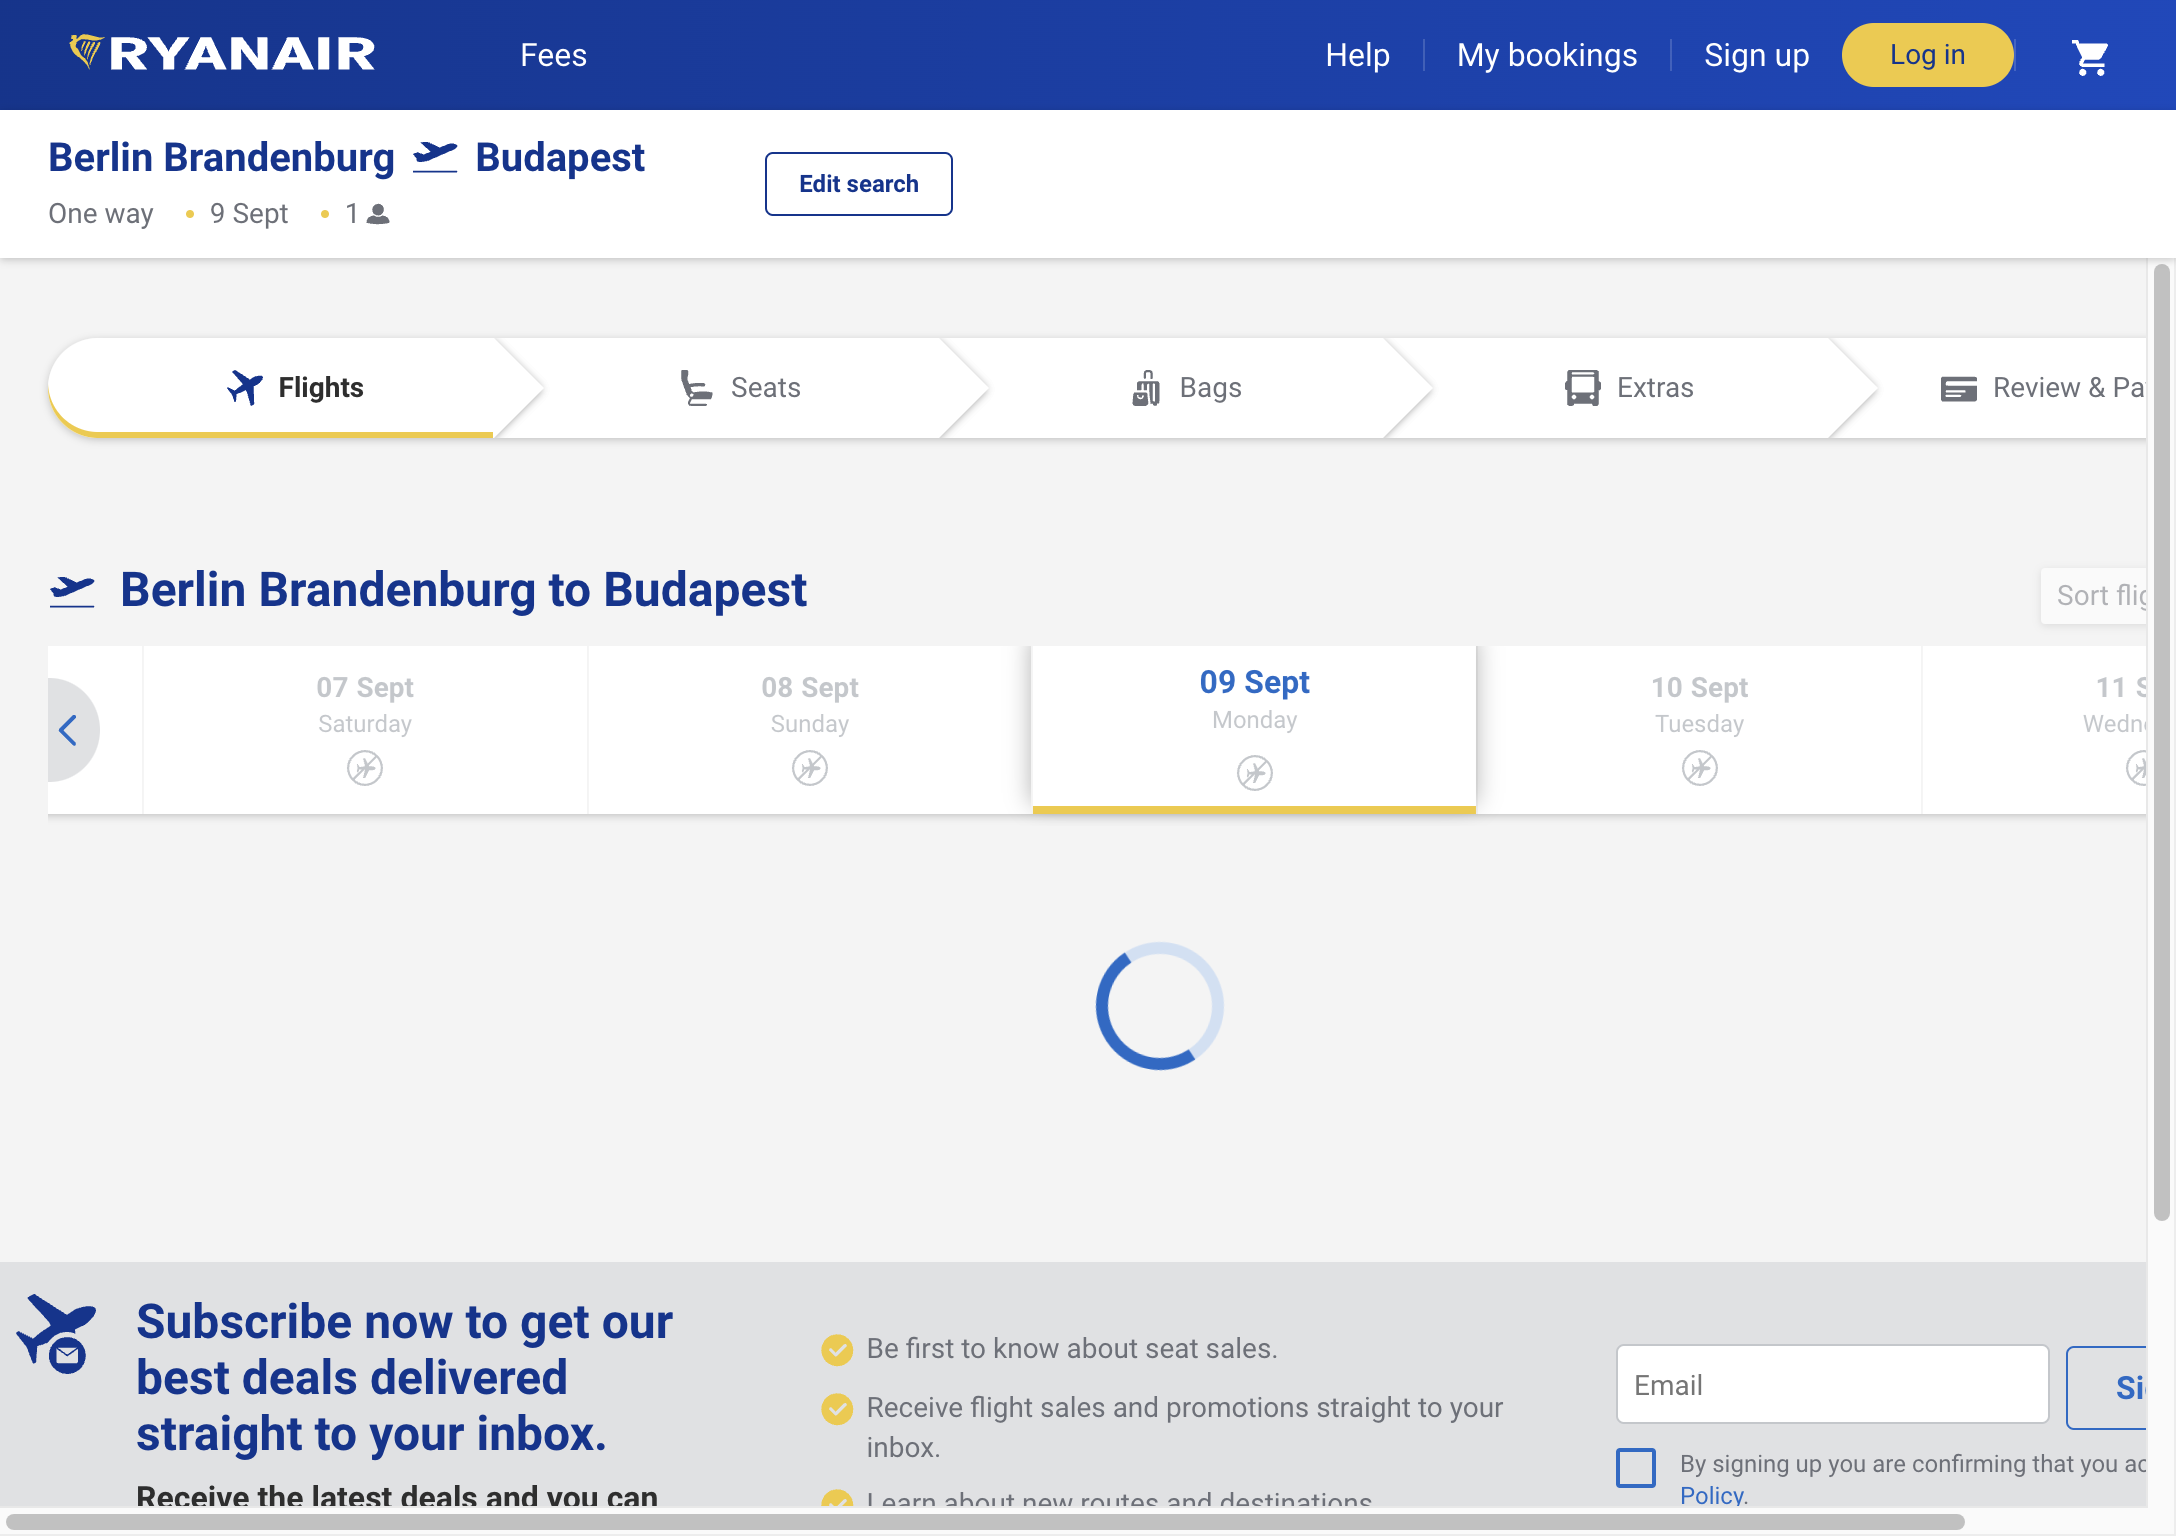 RYANAIR
Fees
Help
My bookings
Sign up
Log in
Berlin Brandenburg Budapest
One way • 9 Sept • 1
Edit search
Flights
Seats
Bags
Extras
Review & Pa
Berlin Brandenburg to Budapest
Sort flig
07 Sept
Saturday
08 Sept
Sunday
09 Sept
Monday
10 Sept
Tuesday
11 S
Wedn
Subscribe now to get our
best deals delivered
straight to your inbox.
Receive the latest deals and you can
Be first to know about seat sales.
Receive flight sales and promotions straight to your
inbox.
Learn about new routes and destinations
Email
Si
By signing up you are confirming that you ac
Policy.